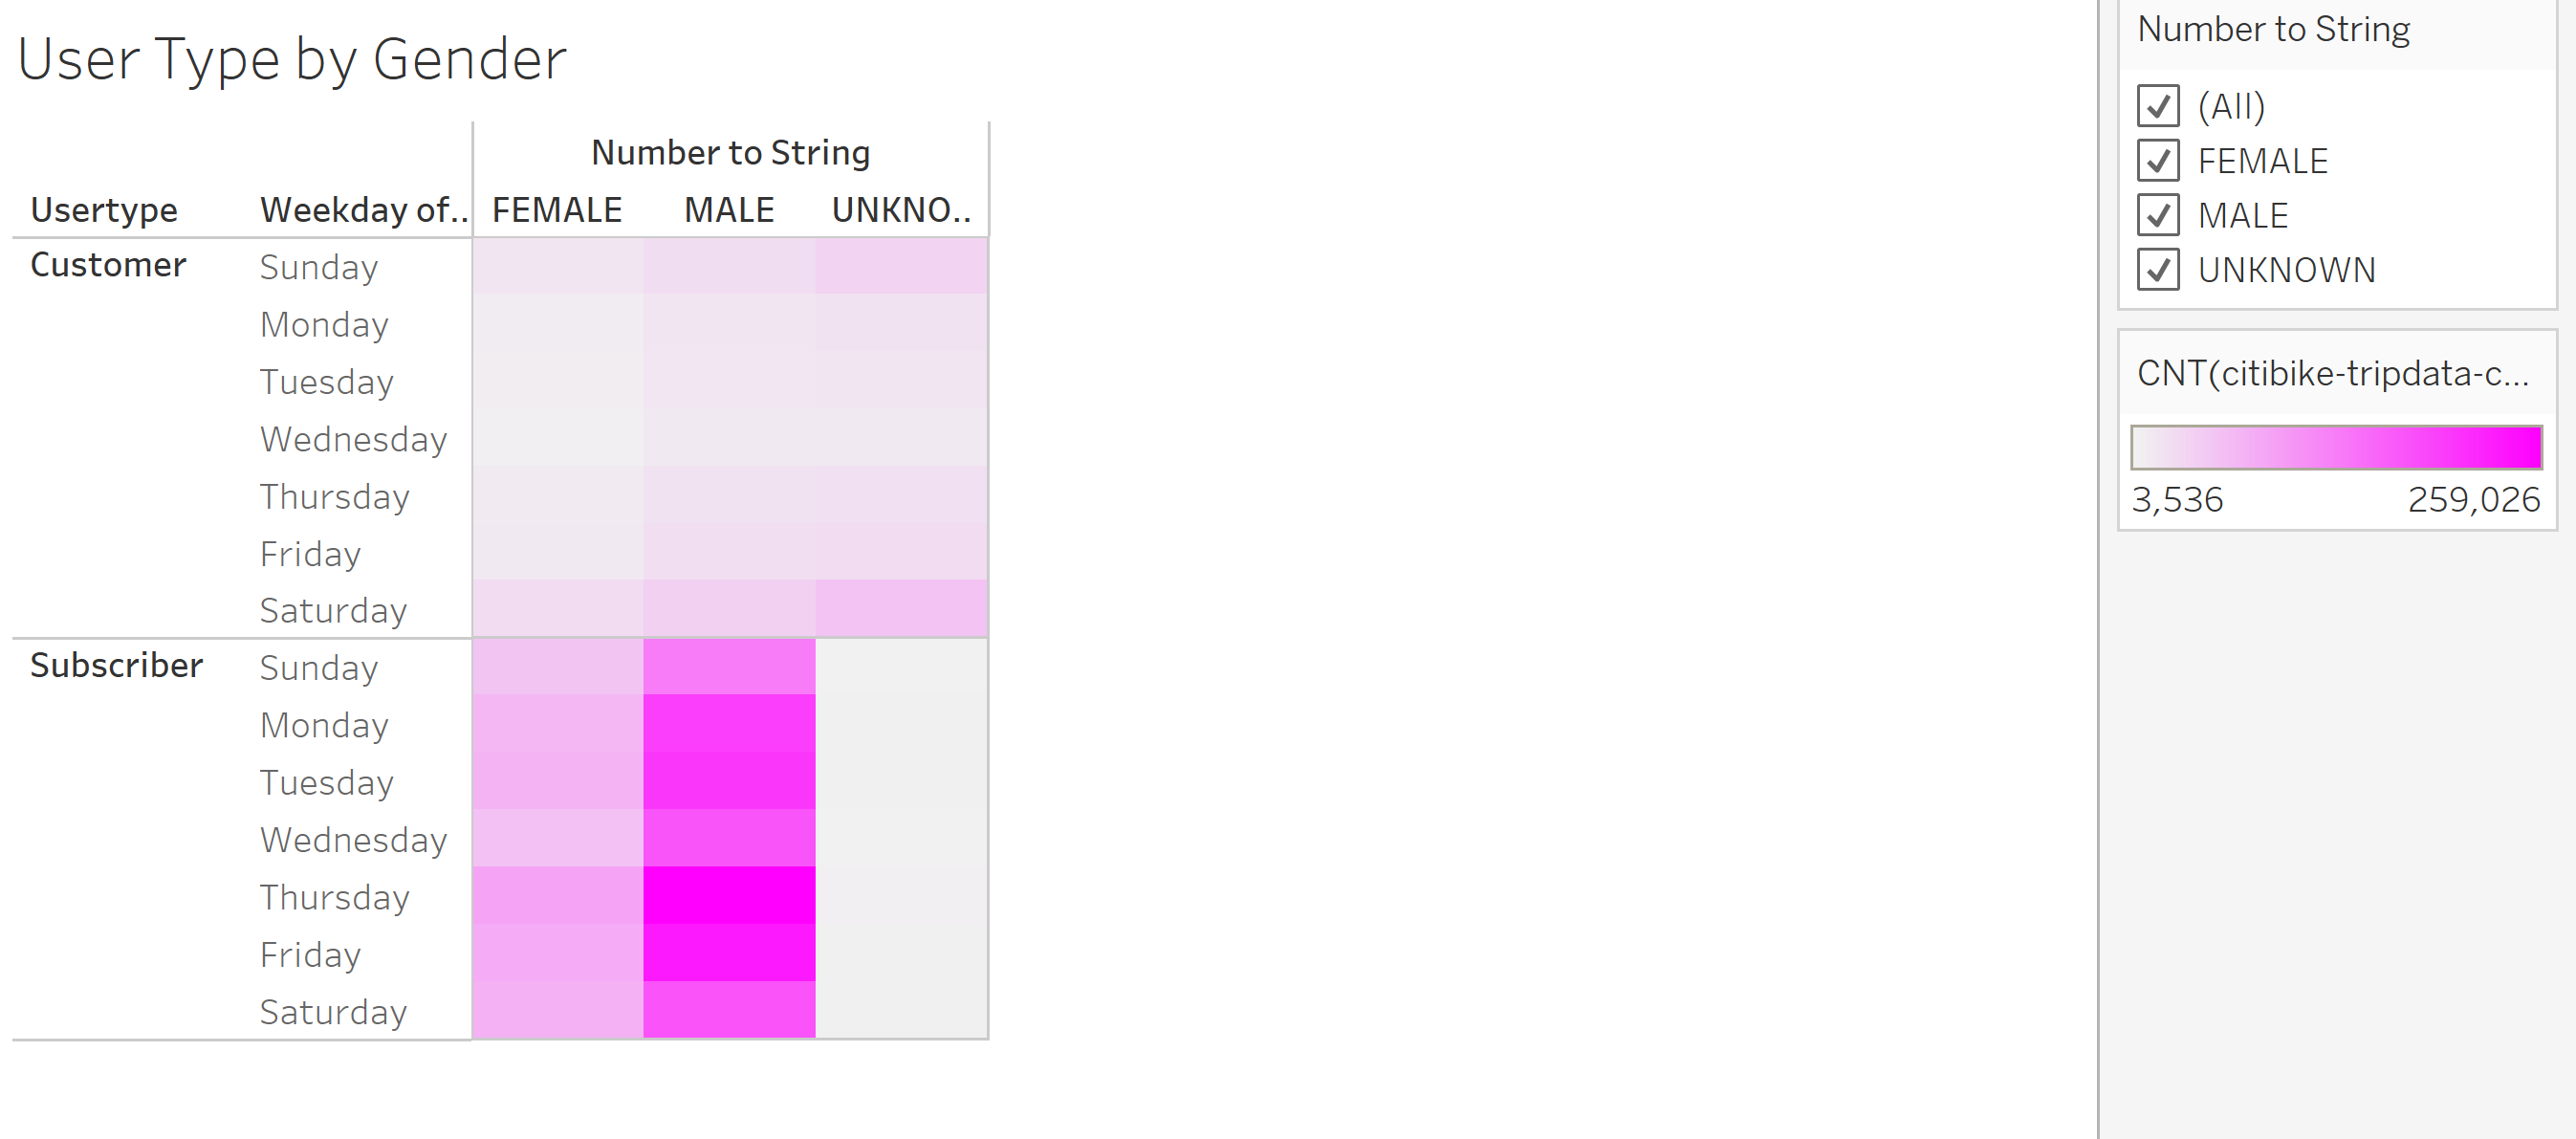 User Type by Gender
Number to String
Usertype Weekday of.. FEMALE MALE UNKNO..
Customer Sunday
Monday
Tuesday
Wednesday
Thursday
Friday
Saturday
Subscriber Sunday
Monday
Tuesday
Wednesday
Thursday
Friday
Saturday
Number to String
(All)
FEMALE
MALE
UNKNOWN
CNT(citibike-tripdata-c...
3,536 259,026